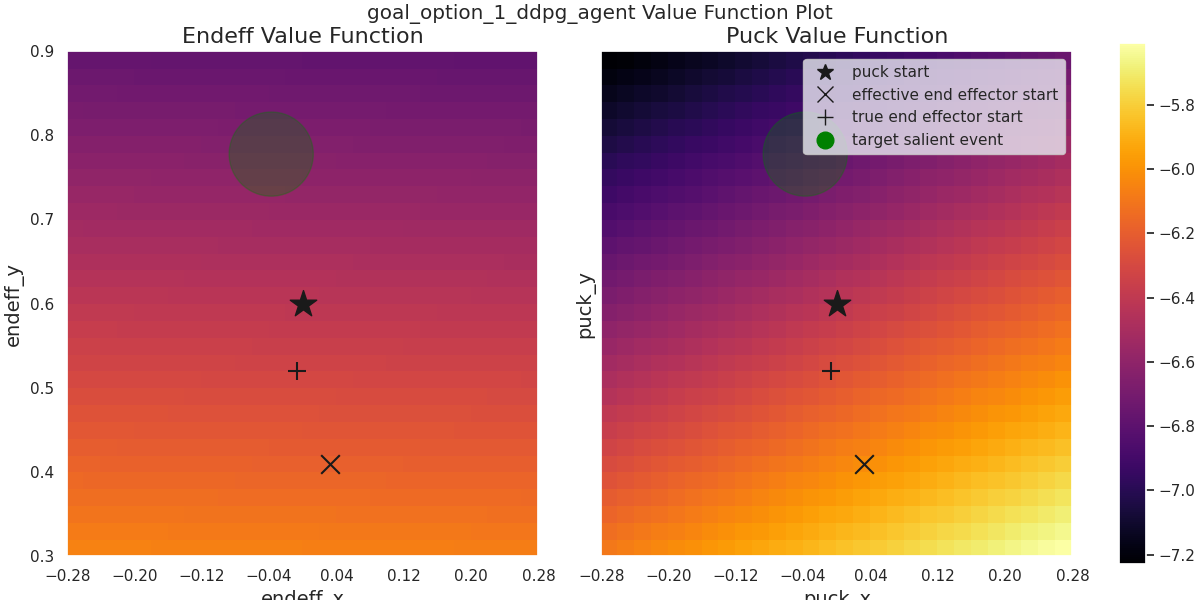 goal_option_1_ddpg_agent Value Function Plot
Endeff Value Function
Puck Value Function
0.9
0.8
0.7
0.6
0.5
0.4
0.3
endeff_y
−0.28 −0.20 −0.12 −0.04 0.04 0.12 0.20 0.28
endeff_x
puck_y
puck start
effective end effector start
true end effector start
target salient event
−0.28 −0.20 −0.12 −0.04 0.04 0.12 0.20 0.28
puck_x
−5.8
−6.0
−6.2
−6.4
−6.6
−6.8
−7.0
−7.2